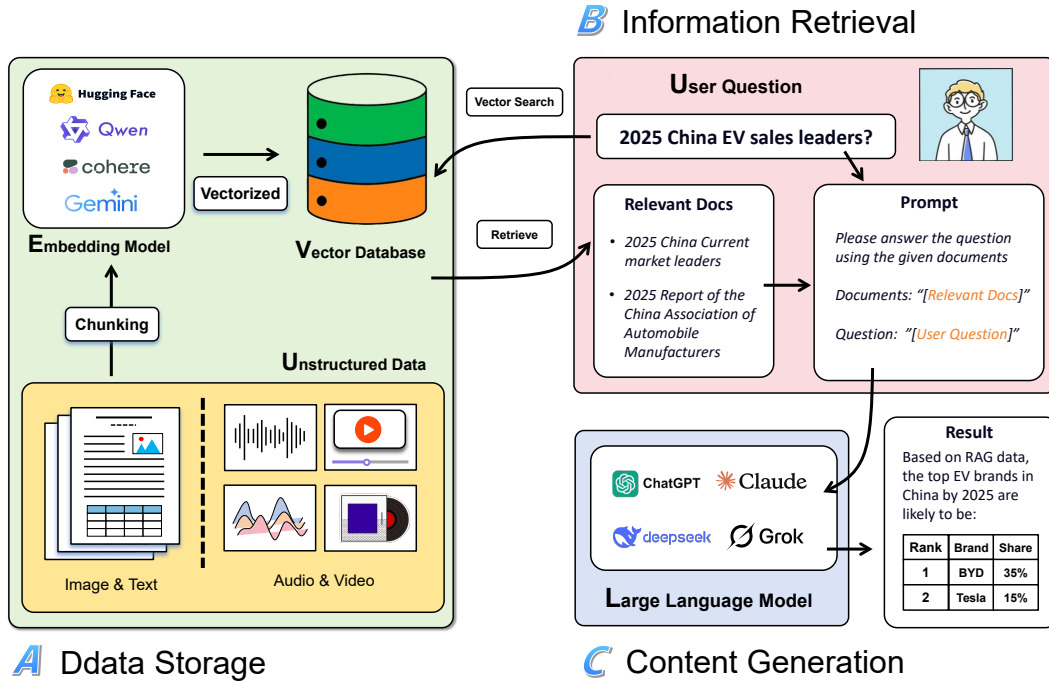 B Information Retrieval
Hugging Face
Qwen
cohere
Gemini
Embedding Model
Vectorized
Vector Database
Chunking
Unstructured Data
Image & Text
Audio & Video
A Ddata Storage
Vector Search
Retrieve
User Question
2025 China EV sales leaders?
Relevant Docs
• 2025 China Current
market leaders
• 2025 Report of the
China Association of
Automobile
Manufacturers
Prompt
Please answer the question
using the given documents
Documents: “[Relevant Docs]”
Question: “[User Question]”
ChatGPT
Claude
deepseek
Grok
Large Language Model
Result
Based on RAG data,
the top EV brands in
China by 2025 are
likely to be:
Rank Brand Share
1 BYD 35%
2 Tesla 15%
C Content Generation